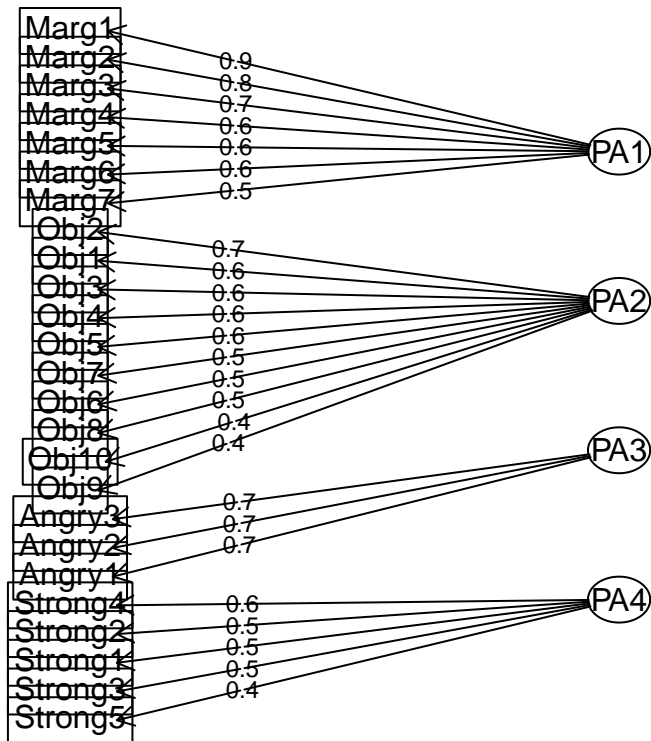 Marg1
Marg2
Marg3
Marg4
Marg5
Marg6
Marg7
Obj2
Obj1
Obj3
Obj4
Obj5
Obj7
Obj6
Obj8
Obj10
Obj9
Angry3
Angry2
Angry1
Strong4
Strong2
Strong1
Strong3
Strong5
0.9
0.8
0.7
0.6
0.6
0.6
0.5
0.7
0.6
0.6
0.6
0.6
0.5
0.5
0.5
0.4
0.4
0.7
0.7
0.7
0.6
0.5
0.5
0.5
0.4
PA1
PA2
PA3
PA4